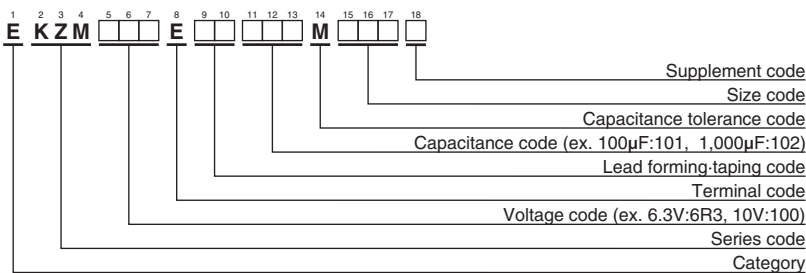 1 2 3 4 5 6 7 8 9 10 11 12 13 14 15 16 17 18
E KZM □□□ E □□ □□□ M □□□ □
Supplement code
Size code
Capacitance tolerance code
Capacitance code (ex. 100µF:101, 1,000µF:102)
Lead forming·taping code
Terminal code
Voltage code (ex. 6.3V:6R3, 10V:100)
Series code
Category